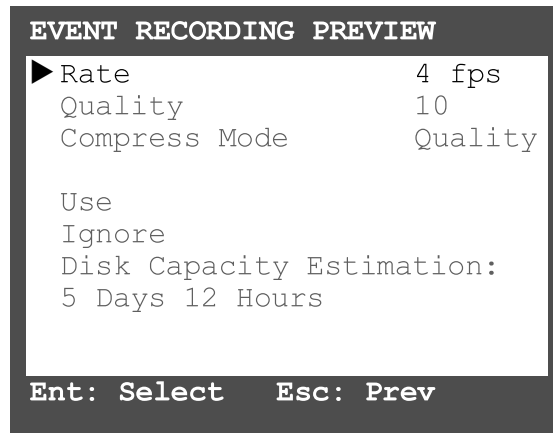 EVENT RECORDING PREVIEW
Rate 4 fps
Quality 10
Compress Mode Quality
Use
Ignore
Disk Capacity Estimation:
5 Days 12 Hours
Ent: Select Esc: Prev